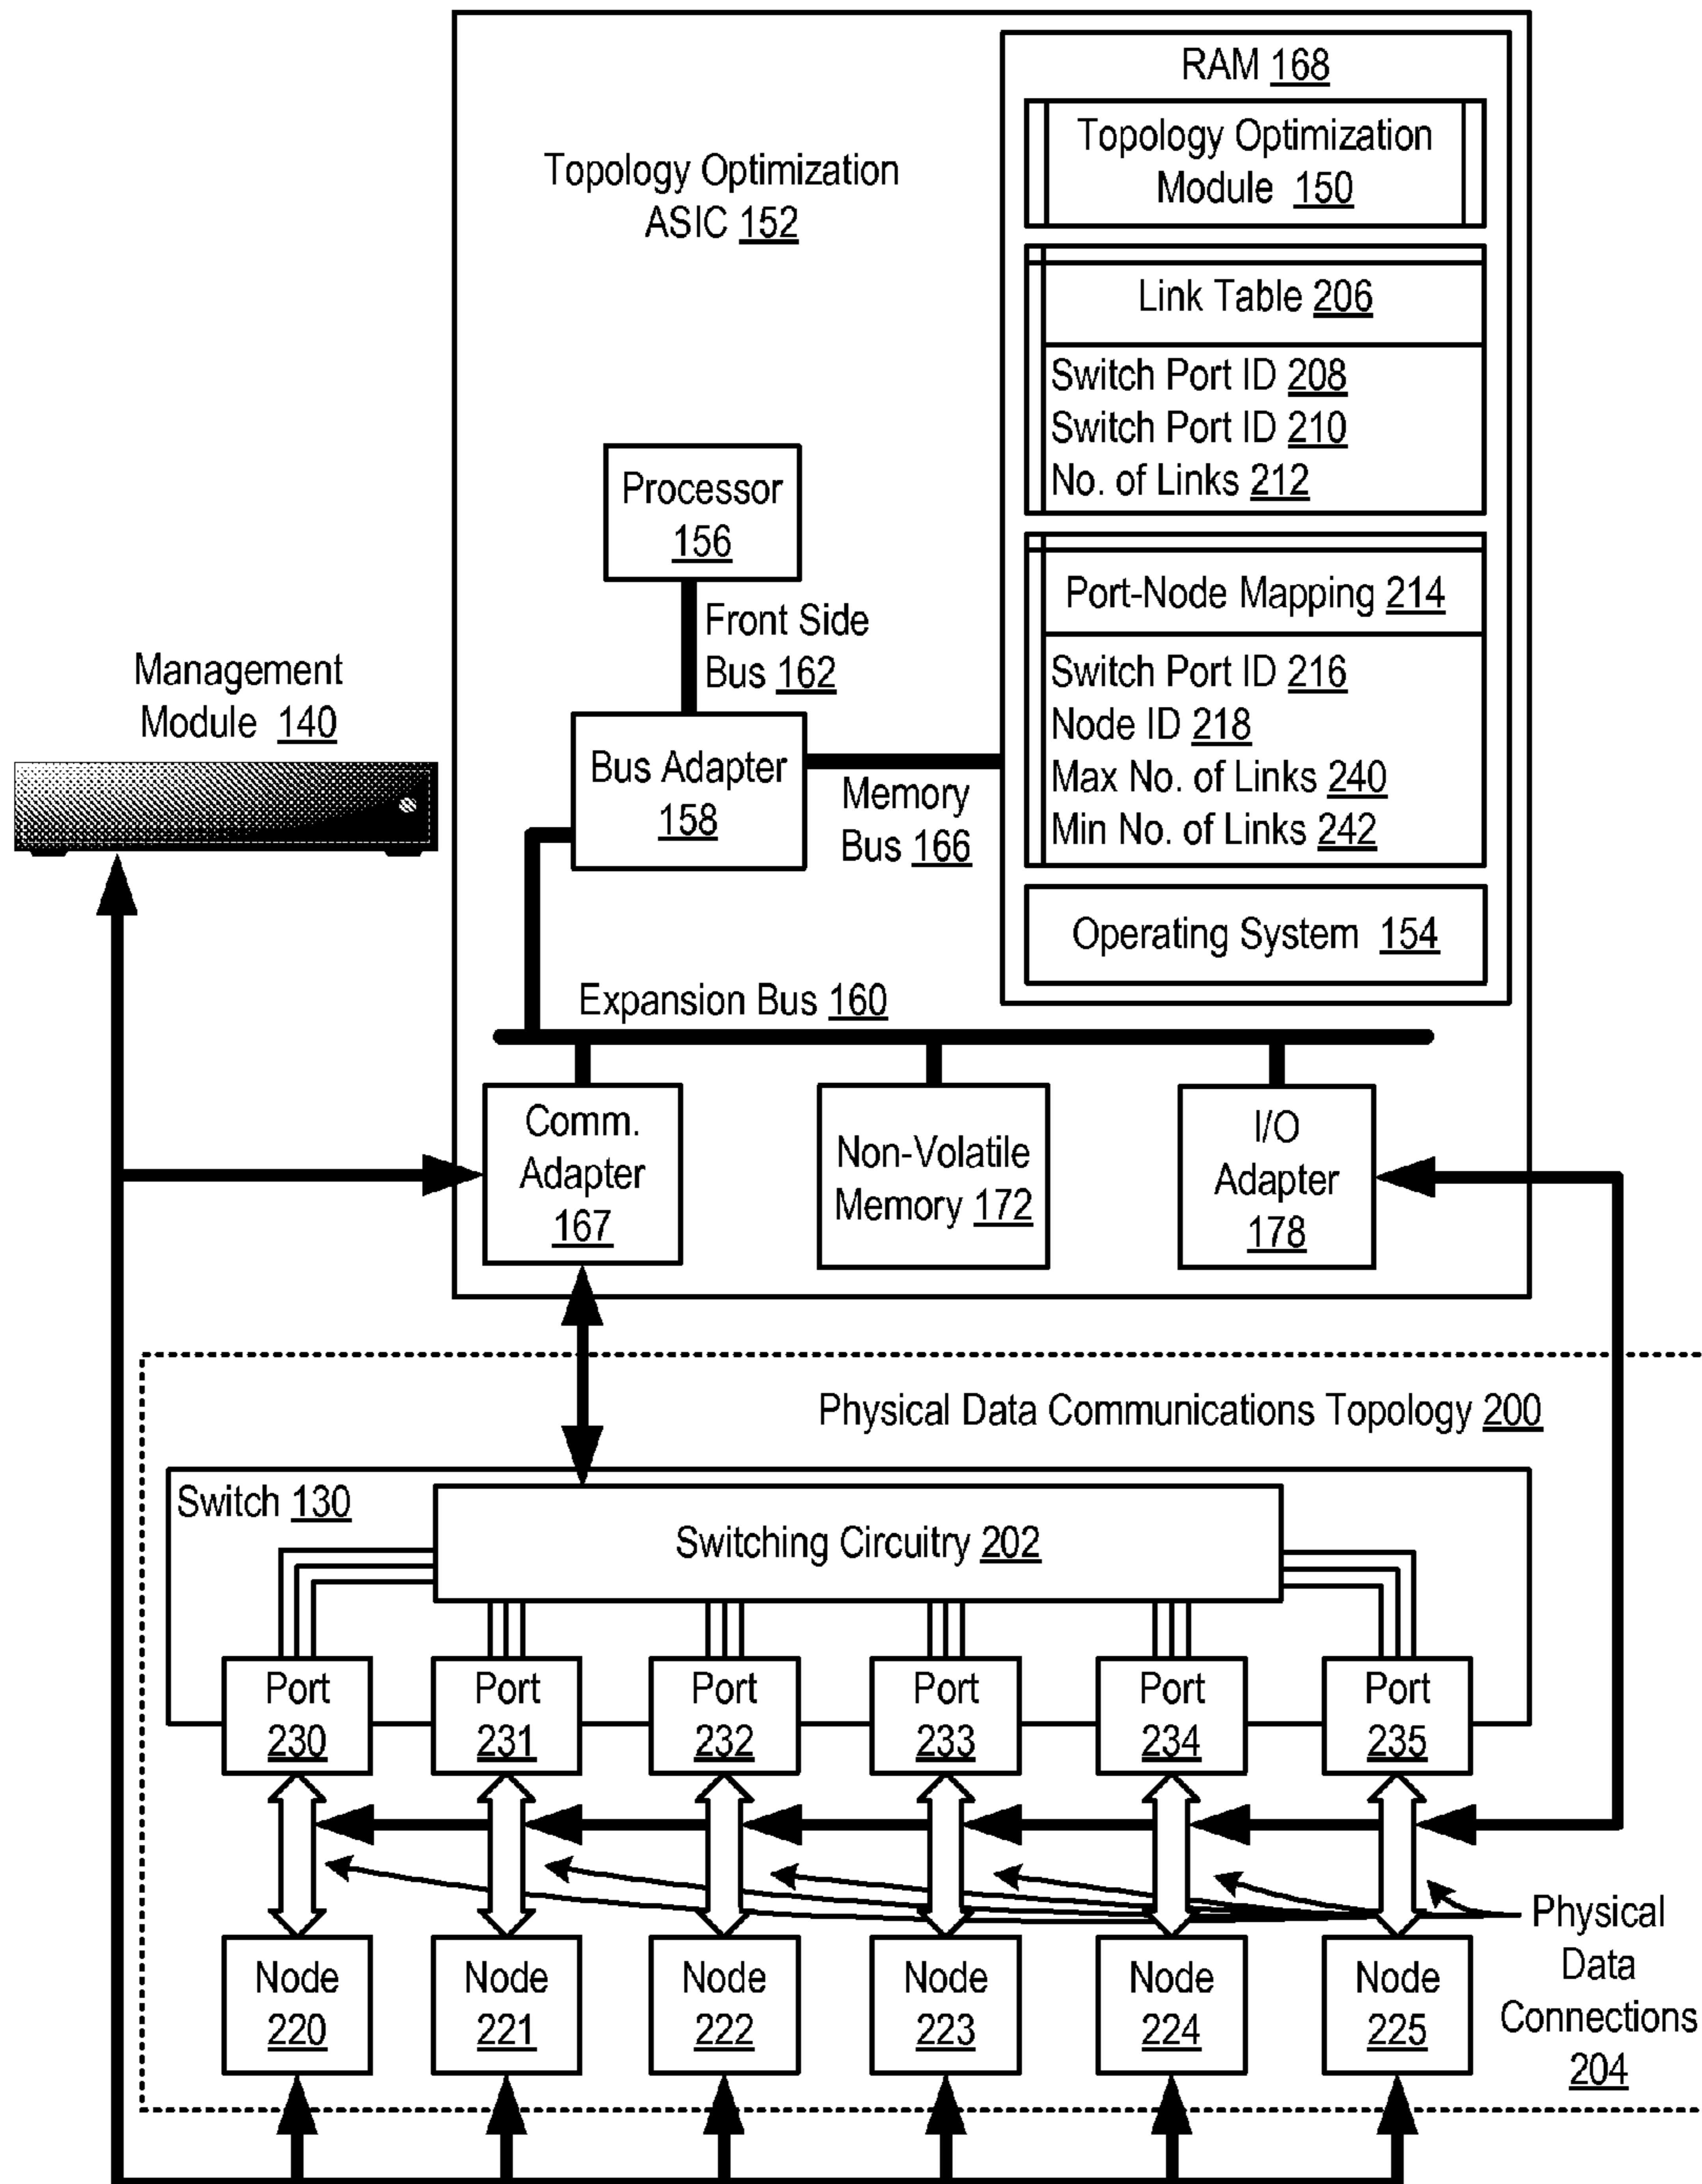 RAM 168
Topology Optimization
Module 150
Topology Optimization
ASIC 152
Link Table 206
Switch Port ID 208
Switch Port ID 210
No. of Links 212
Processor
156
Front Side
Bus 162
Port-Node Mapping 214
Switch Port ID 216
Node ID 218
Max No. of Links 240
Min No. of Links 242
Management
Module 140
Bus Adapter
158
Memory
Bus 166
Operating System 154
Expansion Bus 160
Comm.
Adapter
167
Non-Volatile
Memory 172
I/O
Adapter
178
Physical Data Communications Topology 200
Switch 130
Switching Circuitry 202
Port
230
Port
231
Port
232
Port
233
Port
234
Port
235
Node
220
Node
221
Node
222
Node
223
Node
224
Node
225
Physical
Data
Connections
204